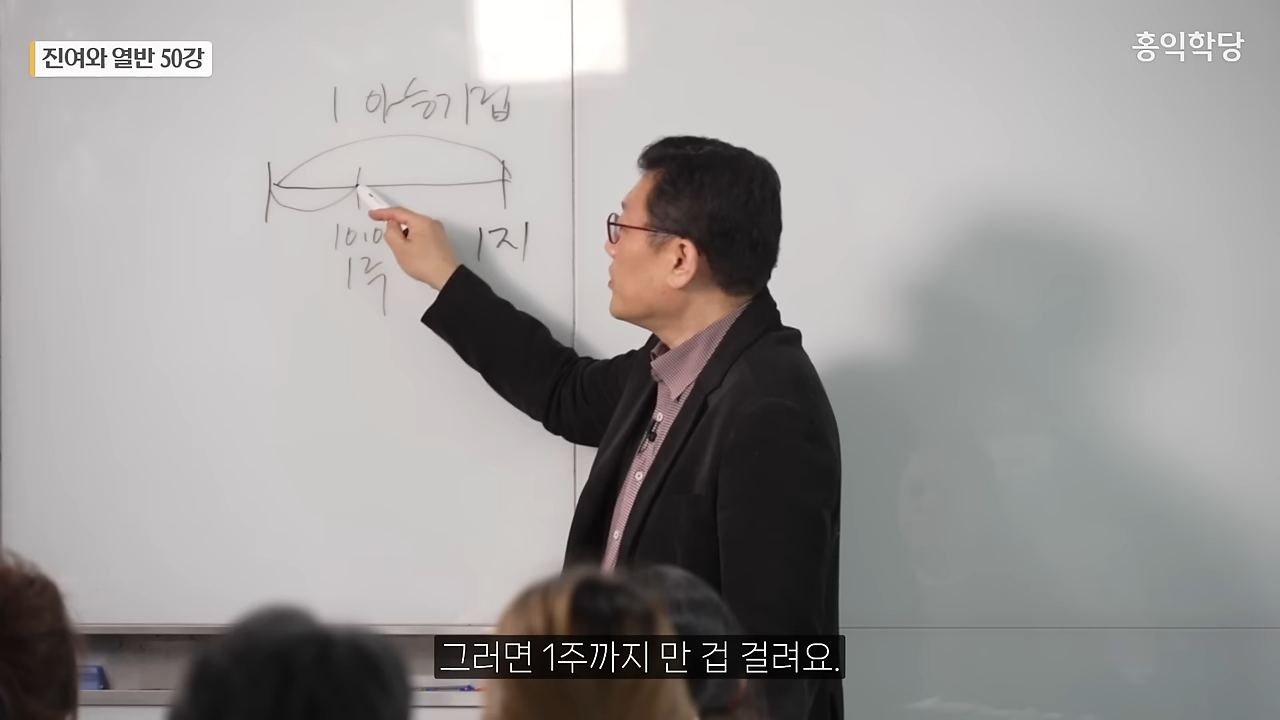 진여와 열반 50강
홍익학당
1 아승기겁
1지
1주
그러면 1주까지 만 겁 걸려요.